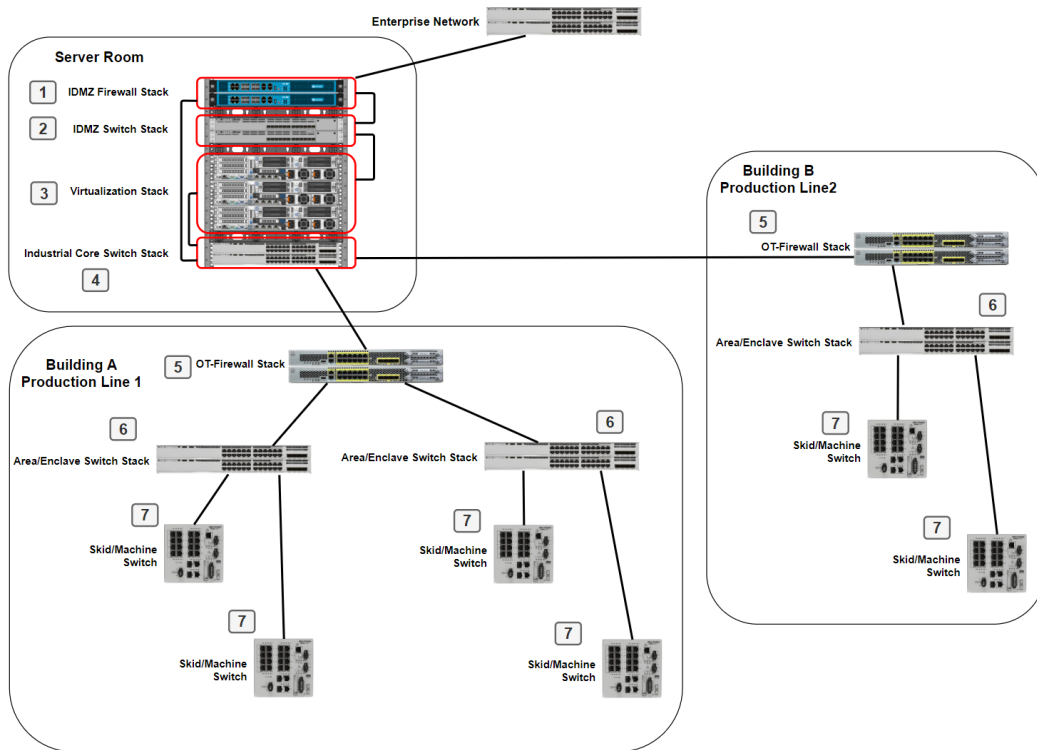 Enterprise Network
Server Room
1
IDMZ Firewall Stack
2
IDMZ Switch Stack
3
Virtualization Stack
Industrial Core Switch Stack
4
Building B
Production Line2
5
OT-Firewall Stack
6
Area/Enclave Switch Stack
7
Skid/Machine
Switch
7
Skid/Machine
Switch
Building A
Production Line 1
5
OT-Firewall Stack
6
Area/Enclave Switch Stack
6
Area/Enclave Switch Stack
7
Skid/Machine
Switch
7
Skid/Machine
Switch
7
Skid/Machine
Switch
7
Skid/Machine
Switch